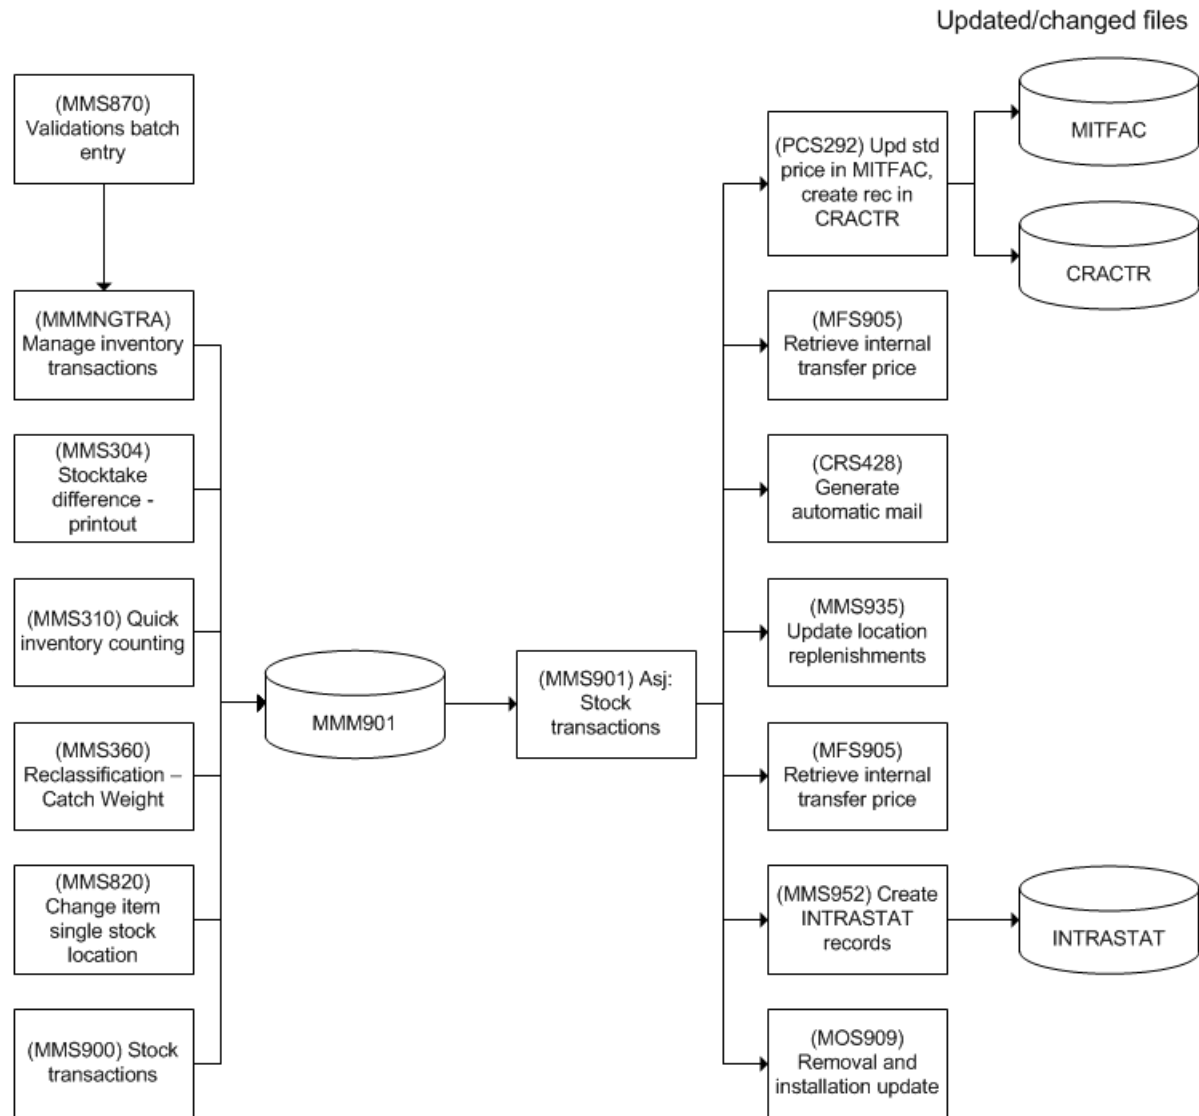 Updated/changed files
(MMS870)
Validations batch
entry
(MMMNGTRA)
Manage inventory
transactions
(MMS304)
Stocktake
difference -
printout
(MMS310) Quick
inventory counting
(MMS360)
Reclassification –
Catch Weight
(MMS820)
Change item
single stock
location
(MMS900) Stock
transactions
MMM901
(MMS901) Asj:
Stock
transactions
(PCS292) Upd std
price in MITFAC,
create rec in
CRACTR
(MFS905)
Retrieve internal
transfer price
(CRS428)
Generate
automatic mail
(MMS935)
Update location
replenishments
(MFS905)
Retrieve internal
transfer price
(MMS952) Create
INTRASTAT
records
(MOS909)
Removal and
installation update
MITFAC
CRACTR
INTRASTAT